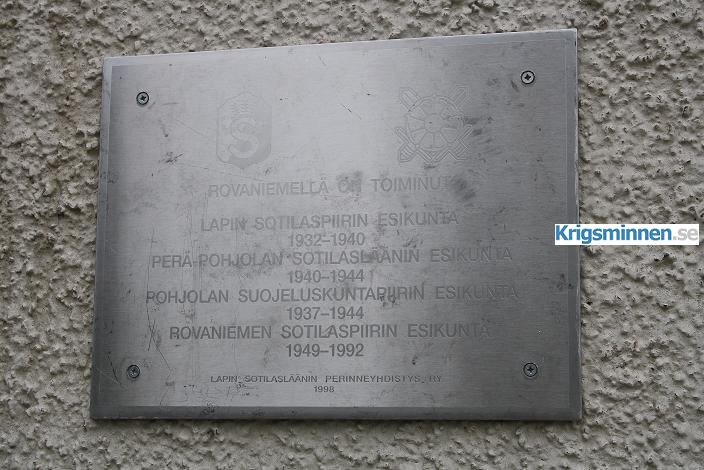 S
ROVANIEMELLÄ ON TOIMINUT
LAPIN SOTILASPIIRIN ESIKUNTA
1932-1940
PERÄ-POHJOLAN SOTILASLÄÄNIN ESIKUNTA
1940-1944
POHJOLAN SUOJELUSKUNTAPIIRIN ESIKUNTA
1937-1944
ROVANIEMEN SOTILASPIIRIN ESIKUNTA
1949-1992
LAPIN SOTILASLÄÄNIN PERINNEYHDISTYS RY
1998
Krigsminnen.se